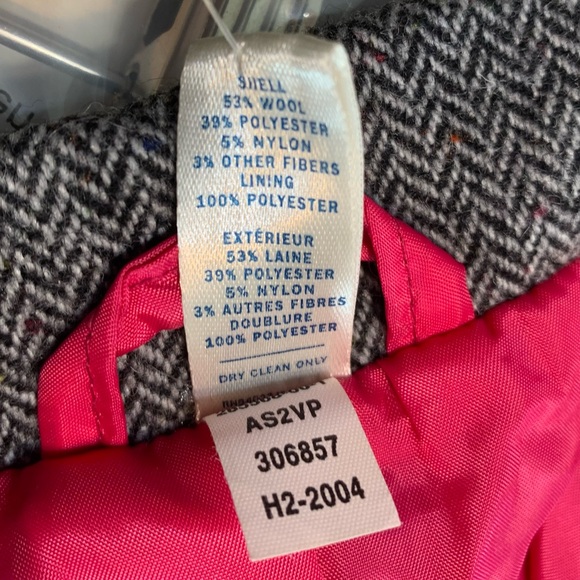 SHELL
53% WOOL
39% POLYESTER
5% NYLON
3% OTHER FIBERS
LINING
100% POLYESTER
EXTÉRIEUR
53% LAINE
39% POLYESTER
5% NYLON
3% AUTRES FIBRES
DOUBLURE
100% POLYESTER
DRY CLEAN ONLY
AS2VP
306857
H2-2004